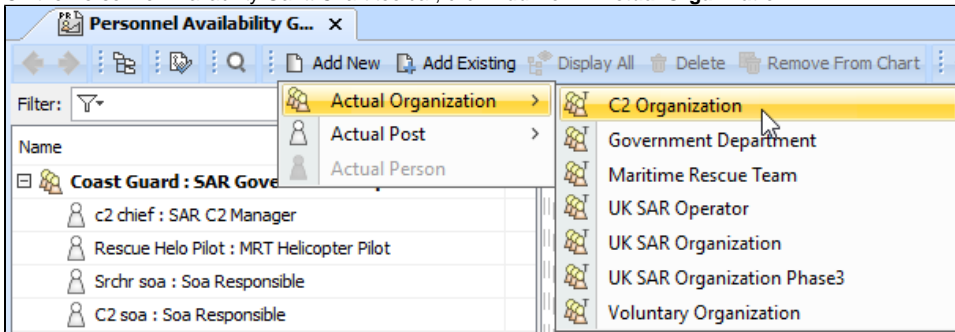 Personnel Availability G... X
Add New Add Existing Display All Delete Remove From Chart
Filter:
Actual Organization > C2 Organization
Name
Actual Post > Government Department
Actual Person Maritime Rescue Team
Coast Guard : SAR Gove
UK SAR Operator
c2 chief : SAR C2 Manager
UK SAR Organization
Rescue Helo Pilot : MRT Helicopter Pilot
Srchr soa : Soa Responsible
UK SAR Organization Phase3
C2 soa : Soa Responsible
Voluntary Organization